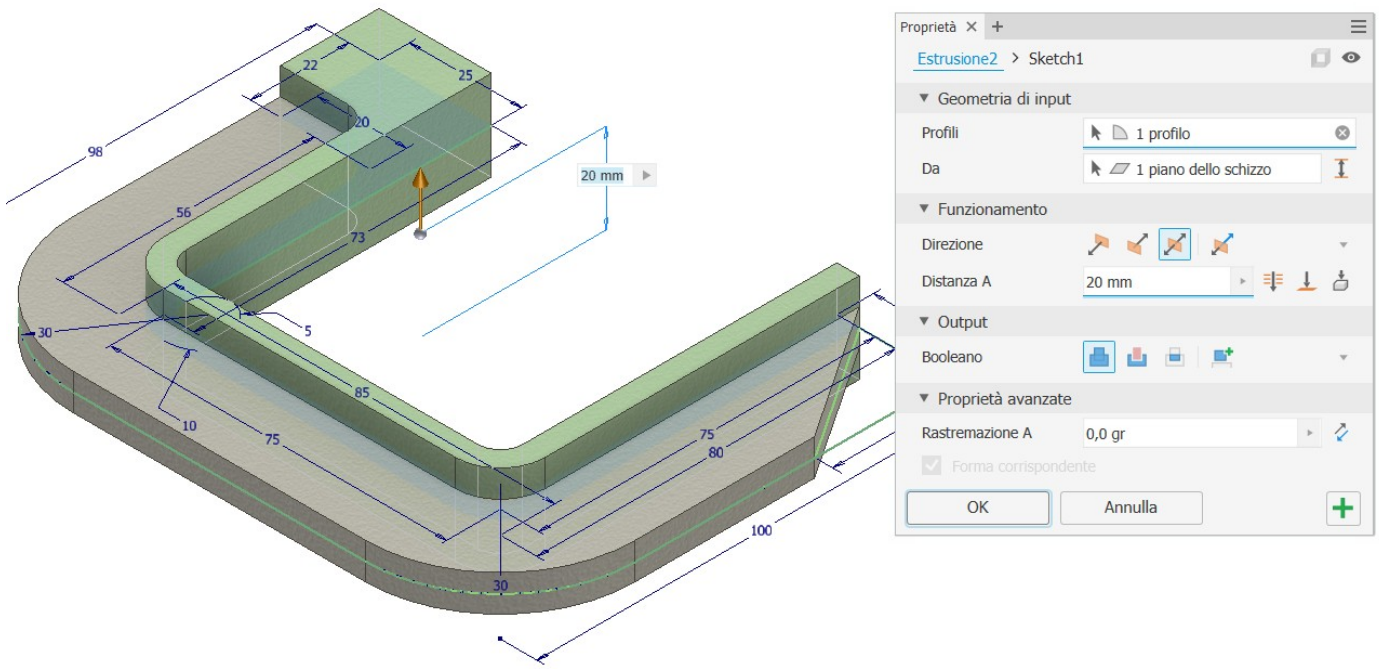 22
25
20
98
56
73
20 mm
30
5
85
10
75
75
80
100
30
Proprietà × +
Estrusione2 > Sketch1
▼ Geometria di input
Profili 1 profilo
Da 1 piano dello schizzo
▼ Funzionamento
Direzione
Distanza A 20 mm
▼ Output
Booleano
▼ Proprietà avanzate
Rastremazione A 0,0 gr
Forma corrispondente
OK Annulla